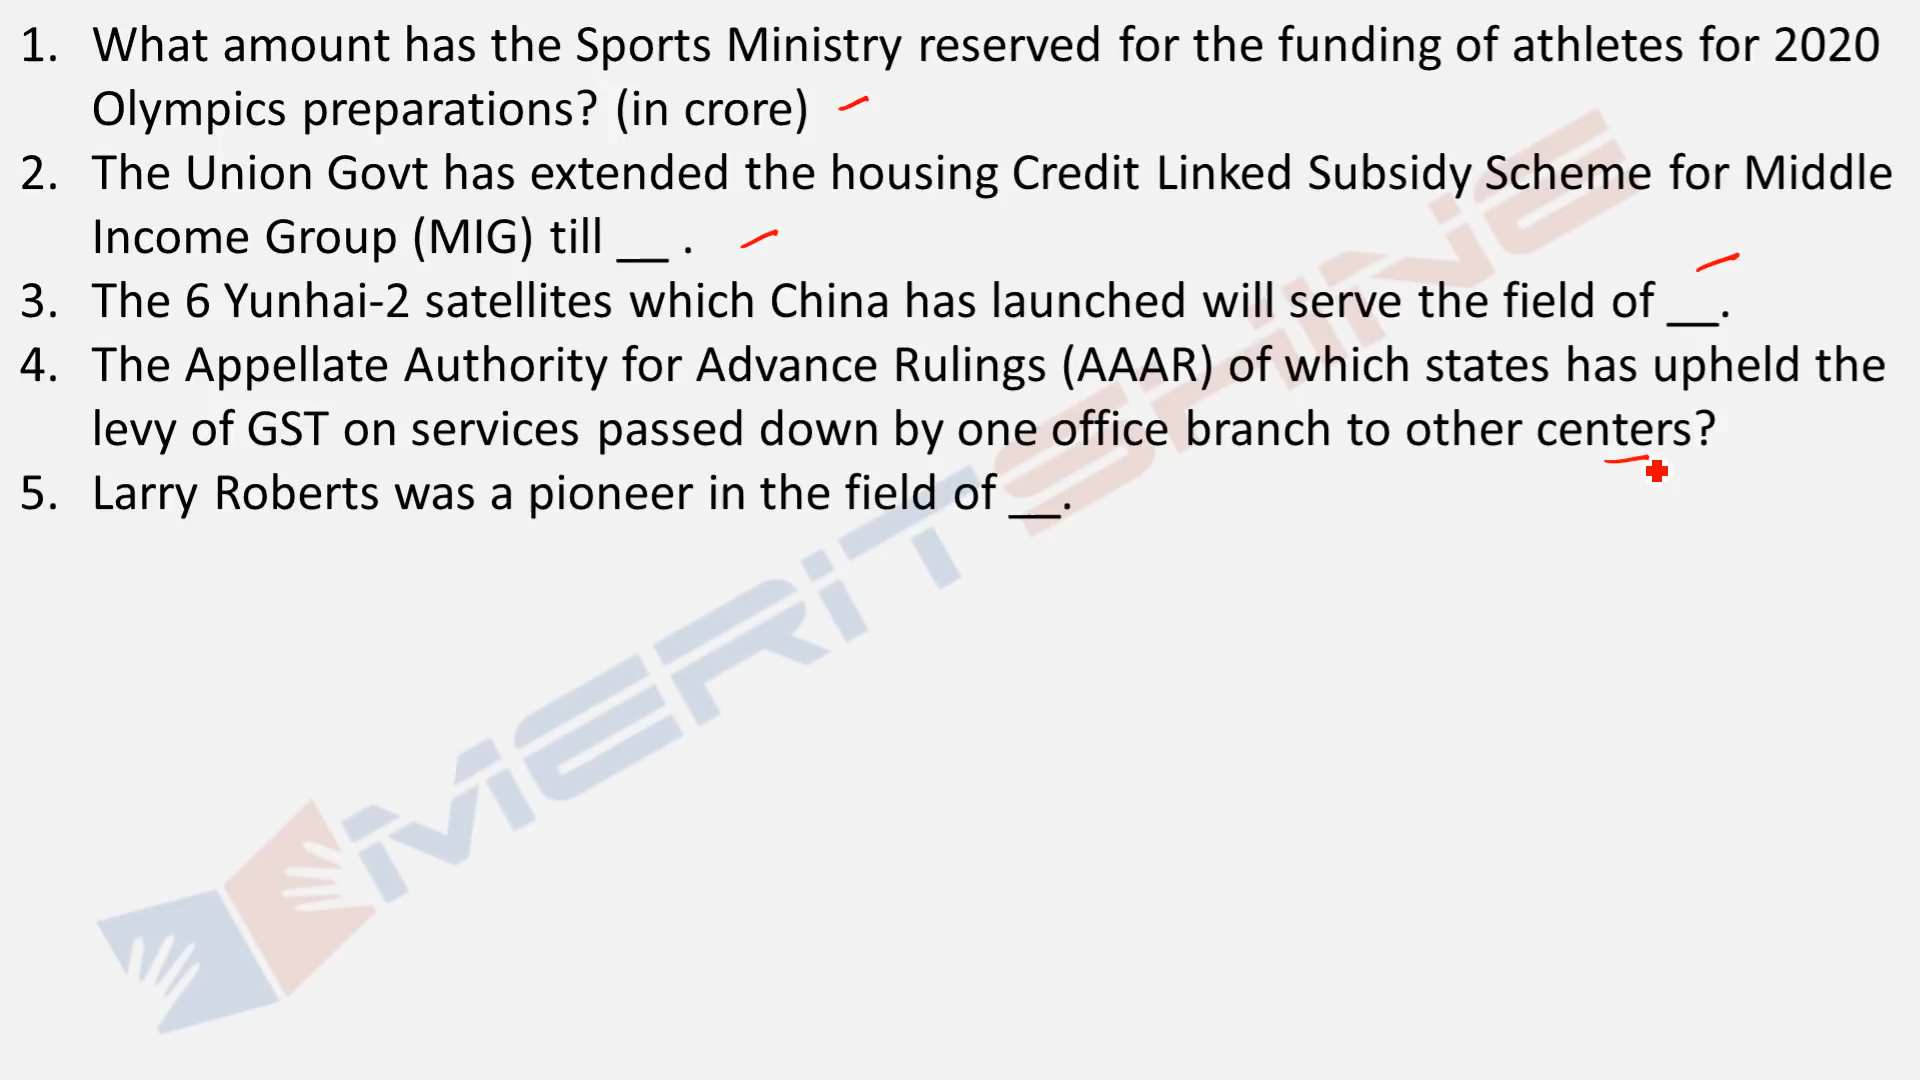 1. What amount has the Sports Ministry reserved for the funding of athletes for 2020
Olympics preparations? (in crore)
2. The Union Govt has extended the housing Credit Linked Subsidy Scheme for Middle
Income Group (MIG) till __ .
3. The 6 Yunhai-2 satellites which China has launched will serve the field of __.
4. The Appellate Authority for Advance Rulings (AAAR) of which states has upheld the
levy of GST on services passed down by one office branch to other centers?
5. Larry Roberts was a pioneer in the field of __.
MERITSHINE